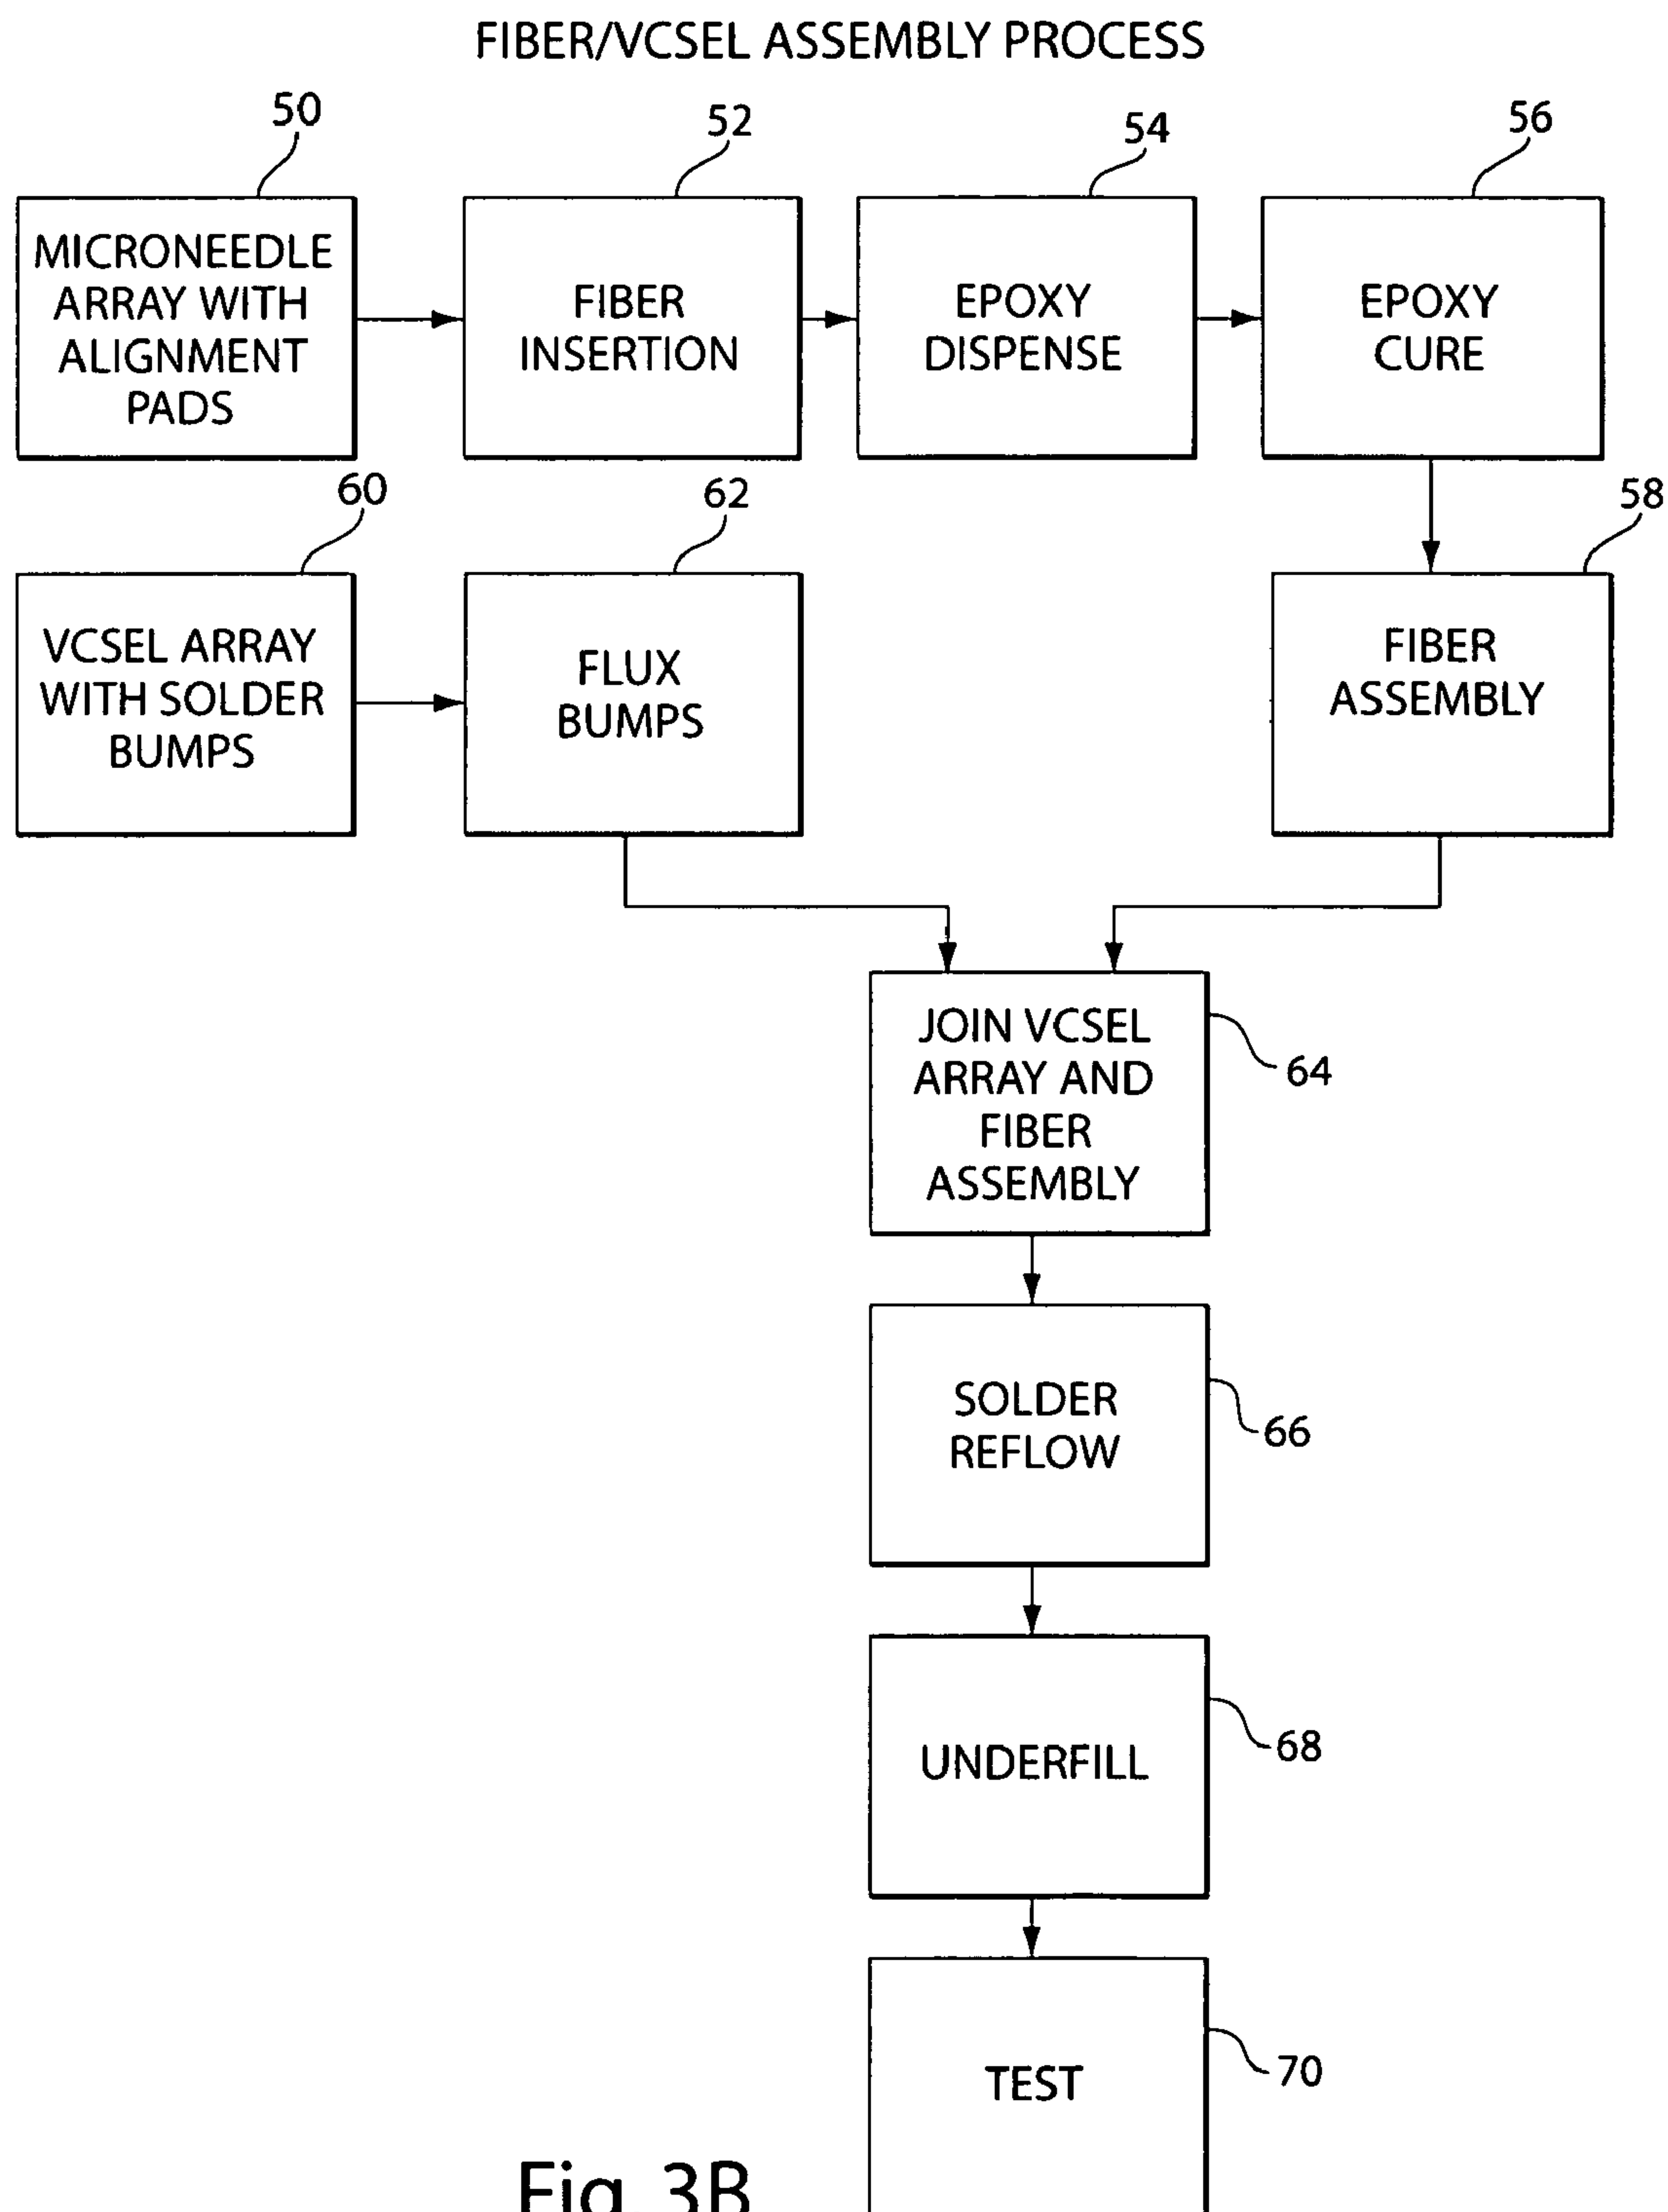 FIBER/VCSEL ASSEMBLY PROCESS
50
52
54
56
MICRONEEDLE
ARRAY WITH
ALIGNMENT
PADS
FIBER
INSERTION
EPOXY
DISPENSE
EPOXY
CURE
60
62
58
VCSEL ARRAY
WITH SOLDER
BUMPS
FLUX
BUMPS
FIBER
ASSEMBLY
JOIN VCSEL
ARRAY AND
FIBER
ASSEMBLY
64
SOLDER
REFLOW
66
UNDERFILL
68
TEST
70
Fig. 3B